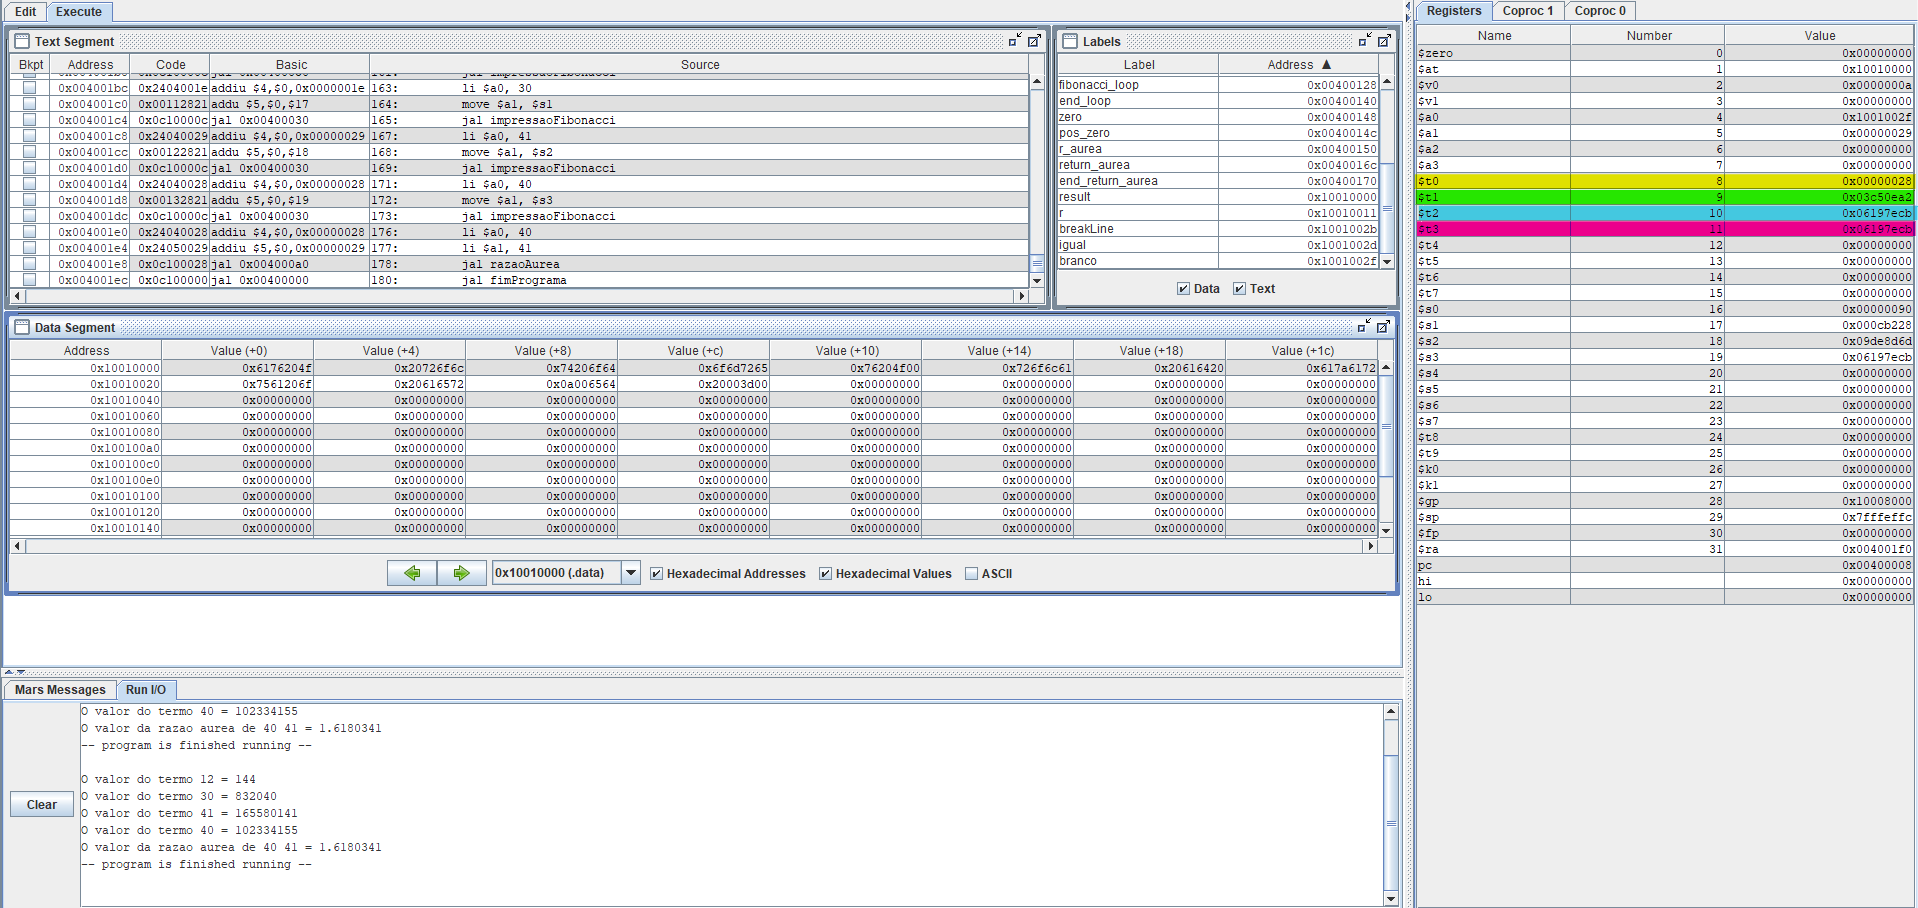 Edit Execute
Text Segment
Bkpt Address Code Basic Source
0x004001bc 0x2404001e addiu $4,$0,0x0000001e 163: li $a0, 30
0x004001c0 0x00112821 addu $5,$0,$17 164: move $a1, $s1
0x004001c4 0x0c10000c jal 0x00400030 165: jal impressaoFibonacci
0x004001c8 0x24040029 addiu $4,$0,0x00000029 167: li $a0, 41
0x004001cc 0x00122821 addu $5,$0,$18 168: move $a1, $s2
0x004001d0 0x0c10000c jal 0x00400030 169: jal impressaoFibonacci
0x004001d4 0x24040028 addiu $4,$0,0x00000028 171: li $a0, 40
0x004001d8 0x00132821 addu $5,$0,$19 172: move $a1, $s3
0x004001dc 0x0c10000c jal 0x00400030 173: jal impressaoFibonacci
0x004001e0 0x24040028 addiu $4,$0,0x00000028 176: li $a0, 40
0x004001e4 0x24050029 addiu $5,$0,0x00000029 177: li $a1, 41
0x004001e8 0x0c100028 jal 0x004000a0 178: jal razaoAurea
0x004001ec 0x0c100000 jal 0x00400000 180: jal fimPrograma
Labels
Label Address ▲
fibonacci_loop 0x00400128
end_loop 0x00400140
zero 0x00400148
pos_zero 0x0040014c
r_aurea 0x00400150
return_aurea 0x0040016c
end_return_aurea 0x00400170
result 0x10010000
r 0x10010011
breakLine 0x1001002b
igual 0x1001002d
branco 0x1001002f
Data Text
Data Segment
Address Value (+0) Value (+4) Value (+8) Value (+c) Value (+10) Value (+14) Value (+18) Value (+1c)
0x10010000 0x6176204f 0x20726f6c 0x74206f64 0x6f6d7265 0x76204f00 0x726f6c61 0x20616420 0x617a6172
0x10010020 0x7561206f 0x20616572 0x0a006564 0x20003d00 0x00000000 0x00000000 0x00000000 0x00000000
0x10010040 0x00000000 0x00000000 0x00000000 0x00000000 0x00000000 0x00000000 0x00000000 0x00000000
0x10010060 0x00000000 0x00000000 0x00000000 0x00000000 0x00000000 0x00000000 0x00000000 0x00000000
0x10010080 0x00000000 0x00000000 0x00000000 0x00000000 0x00000000 0x00000000 0x00000000 0x00000000
0x100100a0 0x00000000 0x00000000 0x00000000 0x00000000 0x00000000 0x00000000 0x00000000 0x00000000
0x100100c0 0x00000000 0x00000000 0x00000000 0x00000000 0x00000000 0x00000000 0x00000000 0x00000000
0x100100e0 0x00000000 0x00000000 0x00000000 0x00000000 0x00000000 0x00000000 0x00000000 0x00000000
0x10010100 0x00000000 0x00000000 0x00000000 0x00000000 0x00000000 0x00000000 0x00000000 0x00000000
0x10010120 0x00000000 0x00000000 0x00000000 0x00000000 0x00000000 0x00000000 0x00000000 0x00000000
0x10010140 0x00000000 0x00000000 0x00000000 0x00000000 0x00000000 0x00000000 0x00000000 0x00000000
0x10010000 (.data) Hexadecimal Addresses Hexadecimal Values ASCII
Mars Messages Run I/O
Clear
O valor do termo 40 = 102334155
O valor da razao aurea de 40 41 = 1.6180341
-- program is finished running --
O valor do termo 12 = 144
O valor do termo 30 = 832040
O valor do termo 41 = 165580141
O valor do termo 40 = 102334155
O valor da razao aurea de 40 41 = 1.6180341
-- program is finished running --
Registers Coproc 1 Coproc 0
Name Number Value
$zero 0 0x00000000
$at 1 0x10010000
$v0 2 0x0000000a
$v1 3 0x00000000
$a0 4 0x1001002f
$a1 5 0x00000029
$a2 6 0x00000000
$a3 7 0x00000000
$t0 8 0x00000028
$t1 9 0x03c50ea2
$t2 10 0x06197ecb
$t3 11 0x06197ecb
$t4 12 0x00000000
$t5 13 0x00000000
$t6 14 0x00000000
$t7 15 0x00000000
$s0 16 0x00000090
$s1 17 0x000cb228
$s2 18 0x09de8d6d
$s3 19 0x06197ecb
$s4 20 0x00000000
$s5 21 0x00000000
$s6 22 0x00000000
$s7 23 0x00000000
$t8 24 0x00000000
$t9 25 0x00000000
$k0 26 0x00000000
$k1 27 0x00000000
$gp 28 0x10008000
$sp 29 0x7fffeffc
$fp 30 0x00000000
$ra 31 0x004001f0
pc 0x00400008
hi 0x00000000
lo 0x00000000